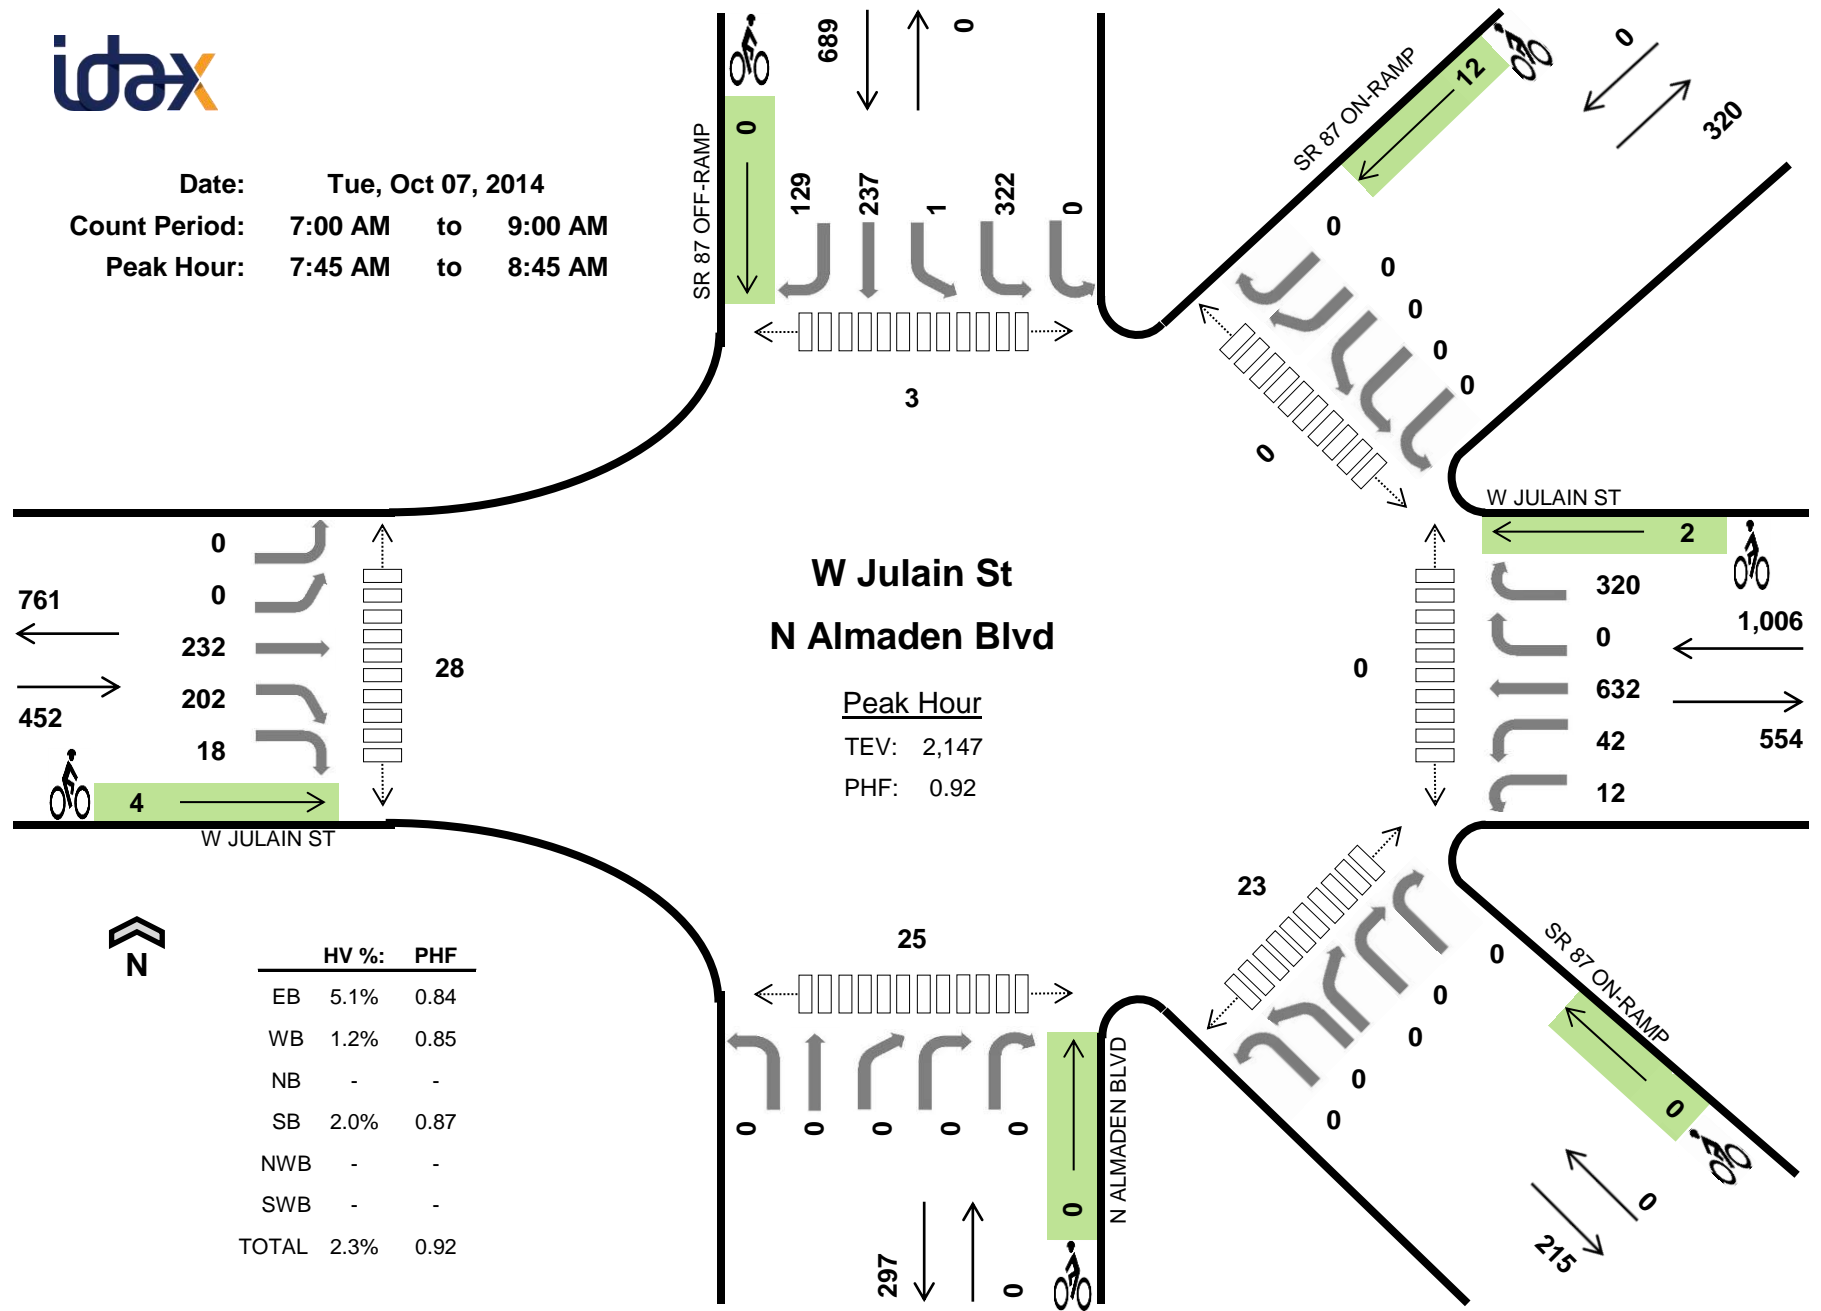 idax
Date: Tue, Oct 07, 2014
Count Period: 7:00 AM to 9:00 AM
Peak Hour: 7:45 AM to 8:45 AM
689
0
SR 87 OFF-RAMP
0
129
237
1
322
0
3
SR 87 ON-RAMP
12
0
320
0
0
0
0
0
0
W JULAIN ST
2
320
0
632
42
12
1,006
554
0
0
0
232
202
18
761
452
4
28
W JULAIN ST
W Julain St
N Almaden Blvd
Peak Hour
TEV: 2,147
PHF: 0.92
23
SR 87 ON-RAMP
0
0
0
0
0
0
0
215
25
0
0
0
0
0
N ALMADEN BLVD
0
297
0
N
HV %: PHF
EB 5.1% 0.84
WB 1.2% 0.85
NB - -
SB 2.0% 0.87
NWB - -
SWB - -
TOTAL 2.3% 0.92